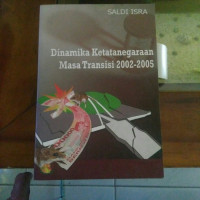 SALDI ISRA
Dinamika Ketatanegaraan
Masa Transisi 2002-2005